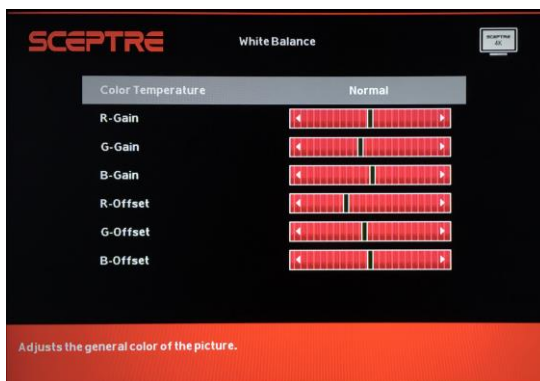 SCEPTRE
White Balance
SCEPTRE
4K
Color Temperature Normal
R-Gain
G-Gain
B-Gain
R-Offset
G-Offset
B-Offset
Adjusts the general color of the picture.